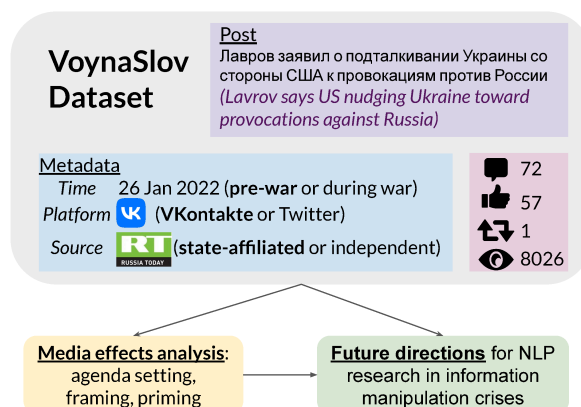 VoynaSlov
Dataset
Post
Лавров заявил о подталкивании Украины со
стороны США к провокациям против России
(Lavrov says US nudging Ukraine toward
provocations against Russia)
Metadata
Time 26 Jan 2022 (pre-war or during war)
Platform VK (VKontakte or Twitter)
Source RT RUSSIA TODAY (state-affiliated or independent)
72
57
1
8026
Media effects analysis:
agenda setting,
framing, priming
Future directions for NLP
research in information
manipulation crises